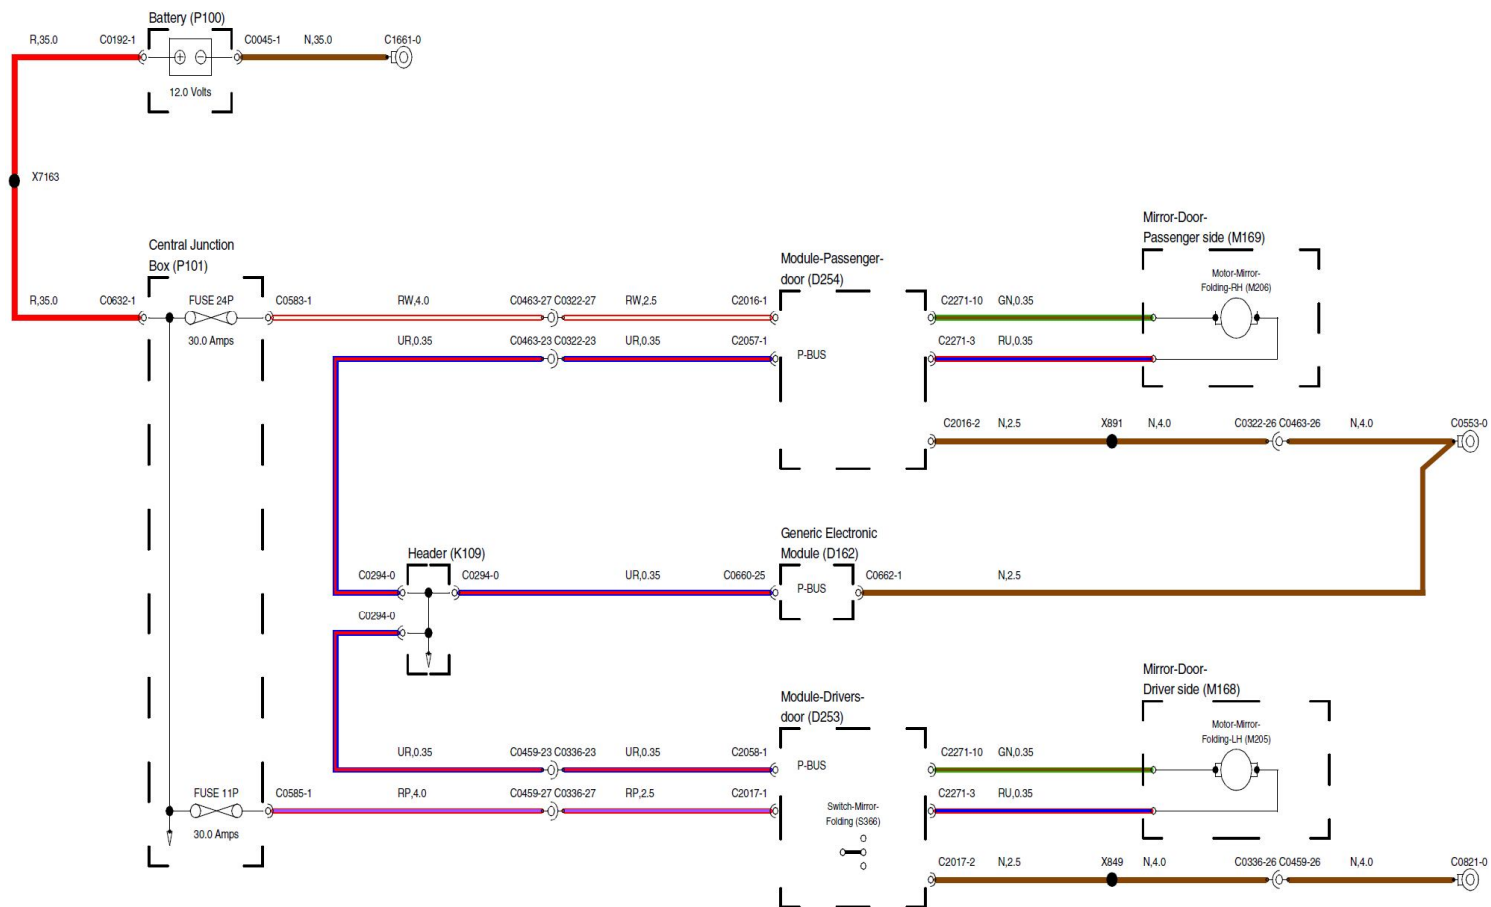 Battery (P100)
R,35.0 C0192-1 C0045-1 N,35.0 C1661-0
12.0 Volts
X7163
Mirror-Door-
Passenger side (M169)
Central Junction
Box (P101)
Module-Passenger-
door (D254)
Motor-Mirror-
Folding-RH (M206)
R,35.0 C0632-1 FUSE 24P C0583-1 RW,4.0 C0463-27 C0322-27 RW,2.5 C2016-1 C2271-10 GN,0.35
30.0 Amps UR,0.35 C0463-23 C0322-23 UR,0.35 C2057-1 P-BUS C2271-3 RU,0.35
C2016-2 N,2.5 X891 N,4.0 C0322-26 C0463-26 N,4.0 C0553-0
Generic Electronic
Module (D162)
Header (K109)
C0294-0 C0294-0 UR,0.35 C0660-25 P-BUS C0662-1 N,2.5
C0294-0
Mirror-Door-
Driver side (M168)
Module-Drivers-
door (D253)
Motor-Mirror-
Folding-LH (M205)
UR,0.35 C0459-23 C0336-23 UR,0.35 C2058-1 P-BUS C2271-10 GN,0.35
FUSE 11P C0585-1 RP,4.0 C0459-27 C0336-27 RP,2.5 C2017-1 C2271-3 RU,0.35
30.0 Amps
Switch-Mirror-
Folding (S366)
C2017-2 N,2.5 X849 N,4.0 C0336-26 C0459-26 N,4.0 C0821-0